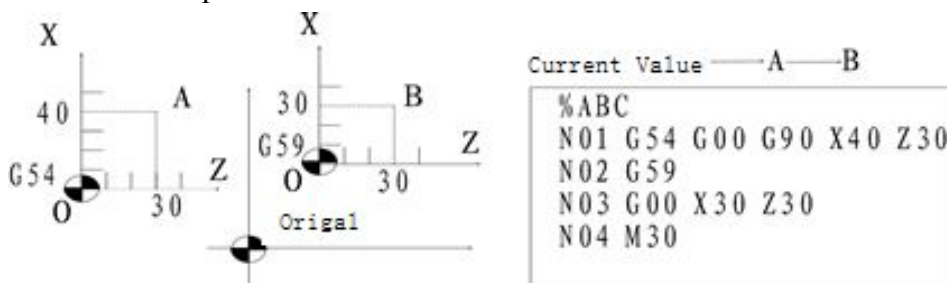 X
40
A
G54
Z
O
30
X
30
B
G59
Z
O
30
Origal
Current Value A B
%ABC
N01 G54 G00 G90 X40 Z30
N02 G59
N03 G00 X30 Z30
N04 M30